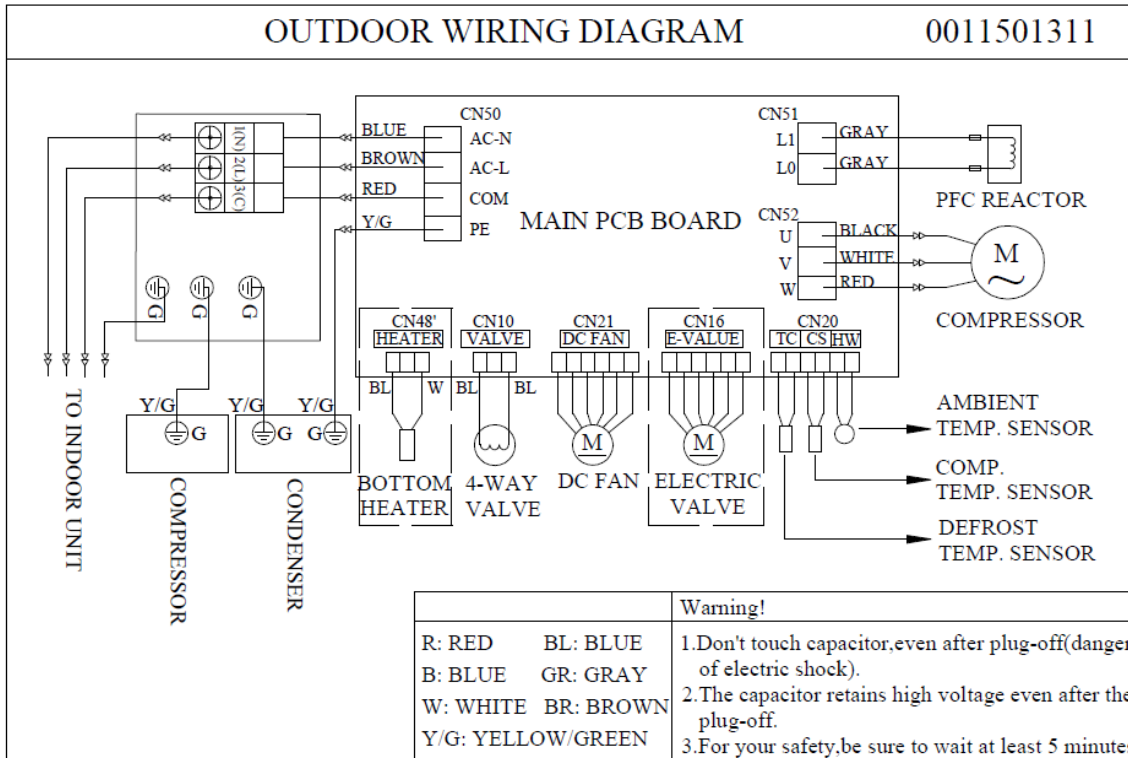 OUTDOOR WIRING DIAGRAM 0011501311
CN50
CN51
1(N)
2(L)
3(C)
BLUE
AC-N
BROWN
AC-L
RED
COM
Y/G
PE
MAIN PCB BOARD
L1
GRAY
L0
GRAY
PFC REACTOR
CN52
U
BLACK
V
WHITE
W
RED
M
COMPRESSOR
G
G
G
CN48'
HEATER
CN10
VALVE
CN21
DC FAN
CN16
E-VALUE
CN20
TC CS HW
BL W BL BL
Y/G Y/G Y/G
G G G
M
M
BOTTOM
HEATER
4-WAY
VALVE
DC FAN
ELECTRIC
VALVE
AMBIENT
TEMP. SENSOR
COMP.
TEMP. SENSOR
DEFROST
TEMP. SENSOR
TO INDOOR UNIT
COMPRESSOR
CONDENSER
R: RED BL: BLUE
B: BLUE GR: GRAY
W: WHITE BR: BROWN
Y/G: YELLOW/GREEN
Warning!
1.Don't touch capacitor,even after plug-off(danger
of electric shock).
2.The capacitor retains high voltage even after the
plug-off.
3.For your safety,be sure to wait at least 5 minutes